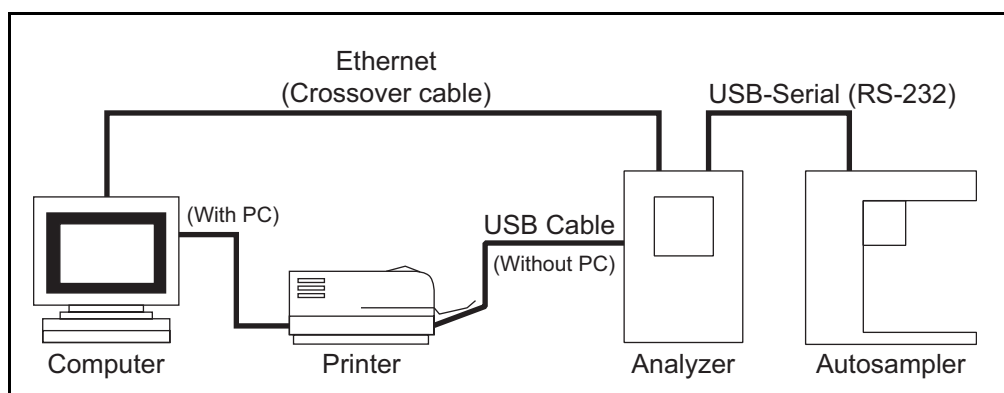 Ethernet
(Crossover cable)
USB-Serial (RS-232)
(With PC)
USB Cable
(Without PC)
Computer
Printer
Analyzer
Autosampler